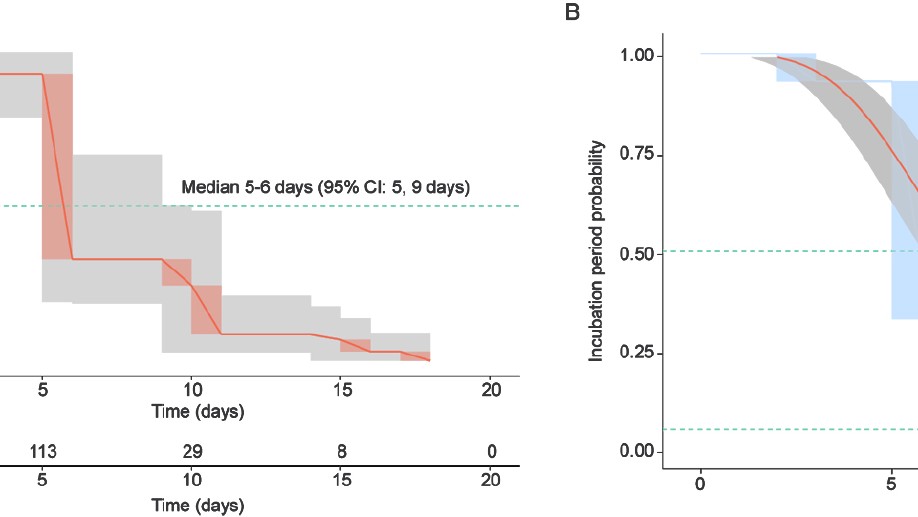 Median 5-6 days (95% CI: 5, 9 days)
5 10 15 20
Time (days)
113 29 8 0
5 10 15 20
Time (days)
B
Incubation period probability
1.00
0.75
0.50
0.25
0.00
0 5